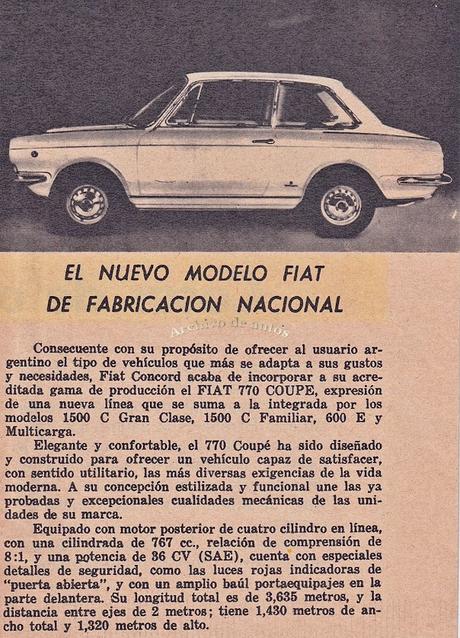 EL NUEVO MODELO FIAT
DE FABRICACION NACIONAL
Archivo de autos
Consecuente con su propósito de ofrecer al usuario ar-
gentino el tipo de vehículos que más se adapta a sus gustos
y necesidades, Fiat Concord acaba de incorporar a su acre-
ditada gama de producción el FIAT 770 COUPE, expresión
de una nueva línea que se suma a la integrada por los
modelos 1500 C Gran Clase, 1500 C Familiar, 600 E y
Multicarga.
Elegante y confortable, el 770 Coupé ha sido diseñado
y construido para ofrecer un vehículo capaz de satisfacer,
con sentido utilitario, las más diversas exigencias de la vida
moderna. A su concepción estilizada y funcional une las ya
probadas y excepcionales cualidades mecánicas de las uni-
dades de su marca.
Equipado con motor posterior de cuatro cilindro en línea,
con una cilindrada de 767 cc., relación de comprensión de
8:1, y una potencia de 36 CV (SAE), cuenta con especiales
detalles de seguridad, como las luces rojas indicadoras de
"puerta abierta", y con un amplio baúl portaequipajes en la
parte delantera. Su longitud total es de 3,635 metros, y la
distancia entre ejes de 2 metros; tiene 1,430 metros de an-
cho total y 1,320 metros de alto.